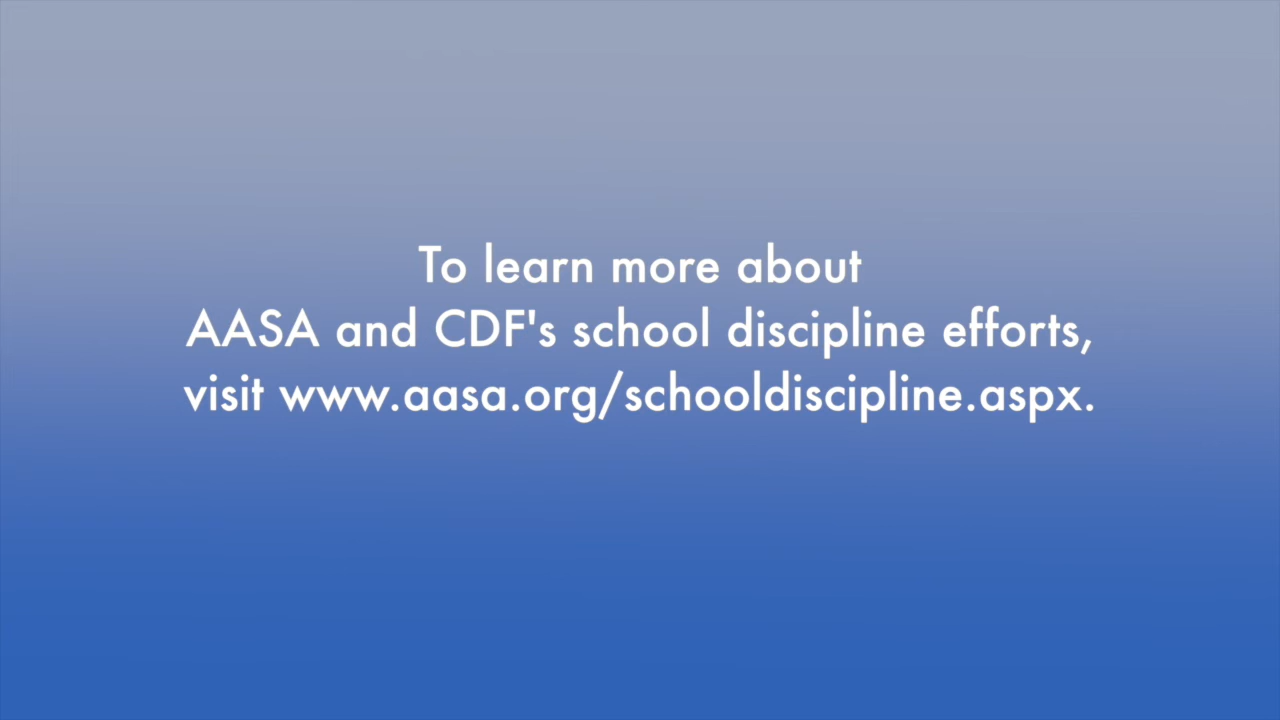 To learn more about
AASA and CDF's school discipline efforts,
visit www.aasa.org/schooldiscipline.aspx.